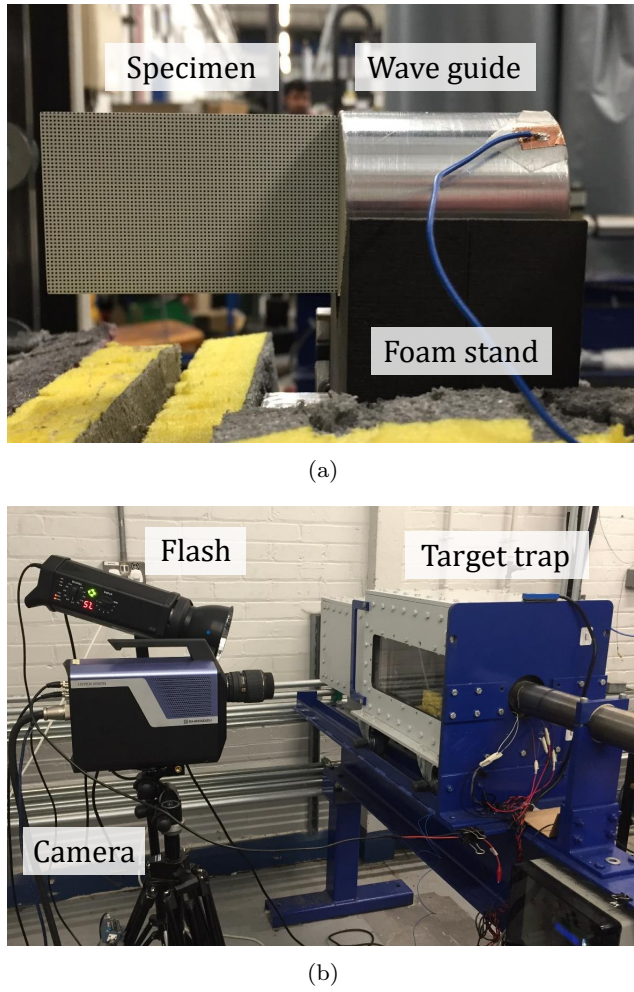 Specimen
Wave guide
Foam stand
(a)
Flash
Target trap
Camera
(b)